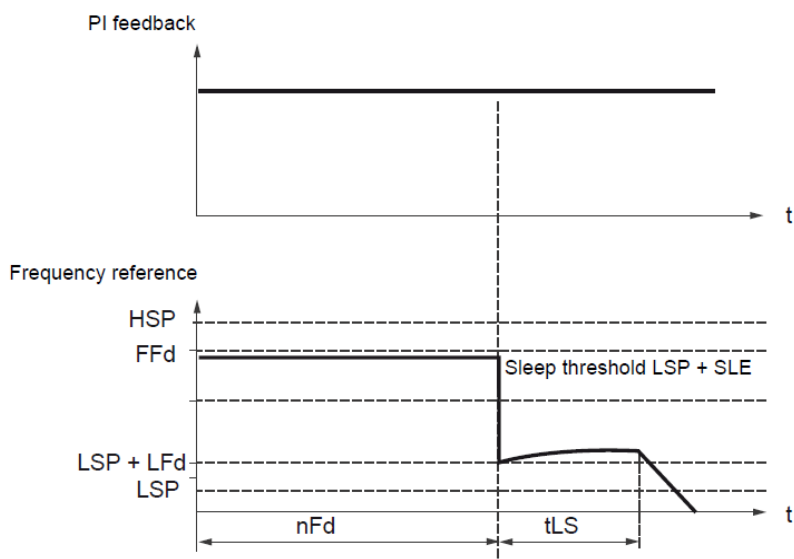 PI feedback
t
Frequency reference
HSP
FFd
Sleep threshold LSP + SLE
LSP + LFd
LSP
t
nFd
tLS